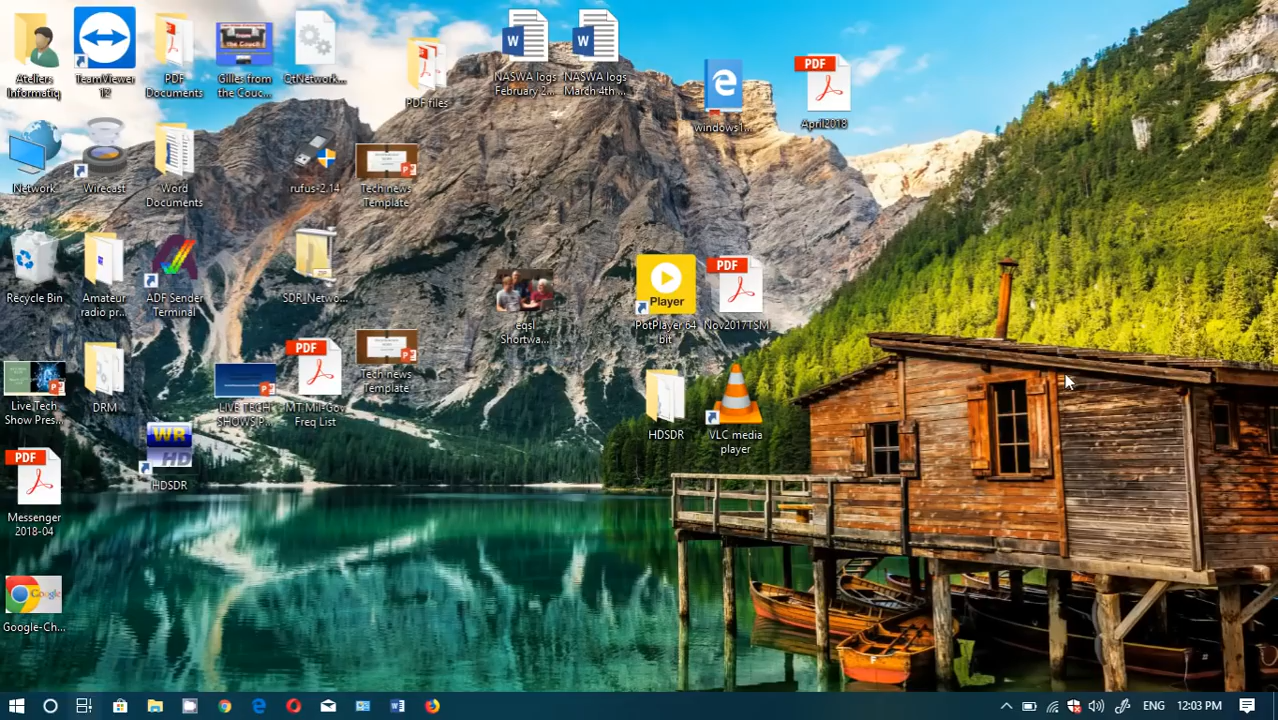 Ateliers
Informatiq
TeamViewer
12
PDF
Documents
Gilles from
the Couc...
QtNetwork...
PDF files
NASWA logs
February 2...
NASWA logs
March 4th ...
windows1...
PDF
April2018
Network
Wirecast
Word
Documents
rufus-2.14
Tech news
Template
Recycle Bin
Amateur
radio pr...
ADF Sender
Terminal
SDR_Netwo...
eqsl
Shortwa...
Player
PotPlayer 64
bit
PDF
Nov2017TSM
Live Tech
Show Pres...
DRM
LIVE TECH
SHOWS P...
PDF
MT Mil-Gov
Freq List
Tech news
Template
HDSDR
VLC media
player
WR
HD
HDSDR
PDF
Messenger
2018-04
Google
Google-Ch...
ENG
12:03 PM